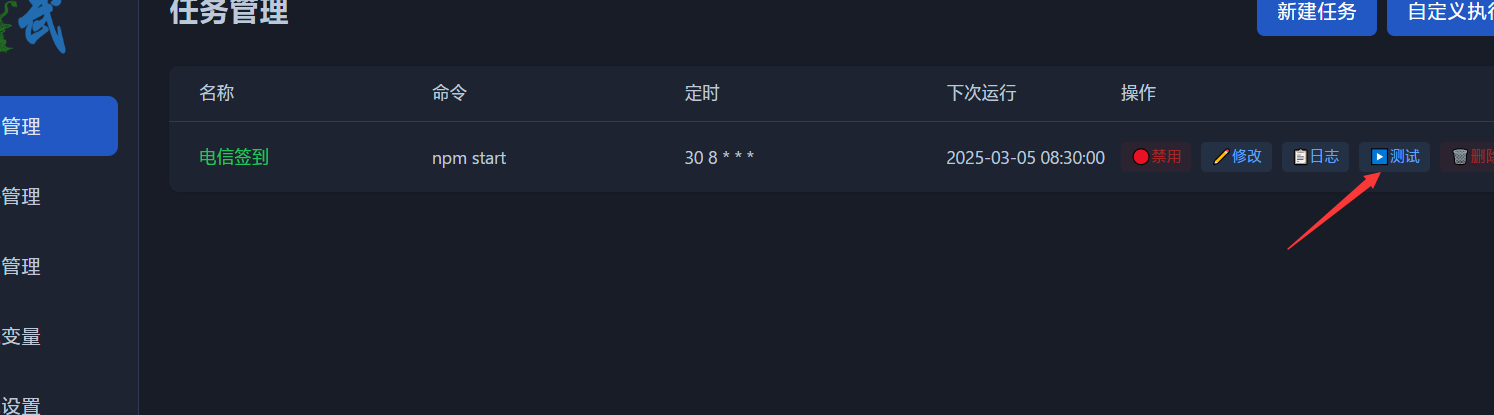 任务管理
新建任务
自定义执行
管理
名称 命令 定时 下次运行 操作
电信签到 npm start 30 8 * * * 2025-03-05 08:30:00 禁用 修改 日志 测试 删除
管理
管理
变量
设置